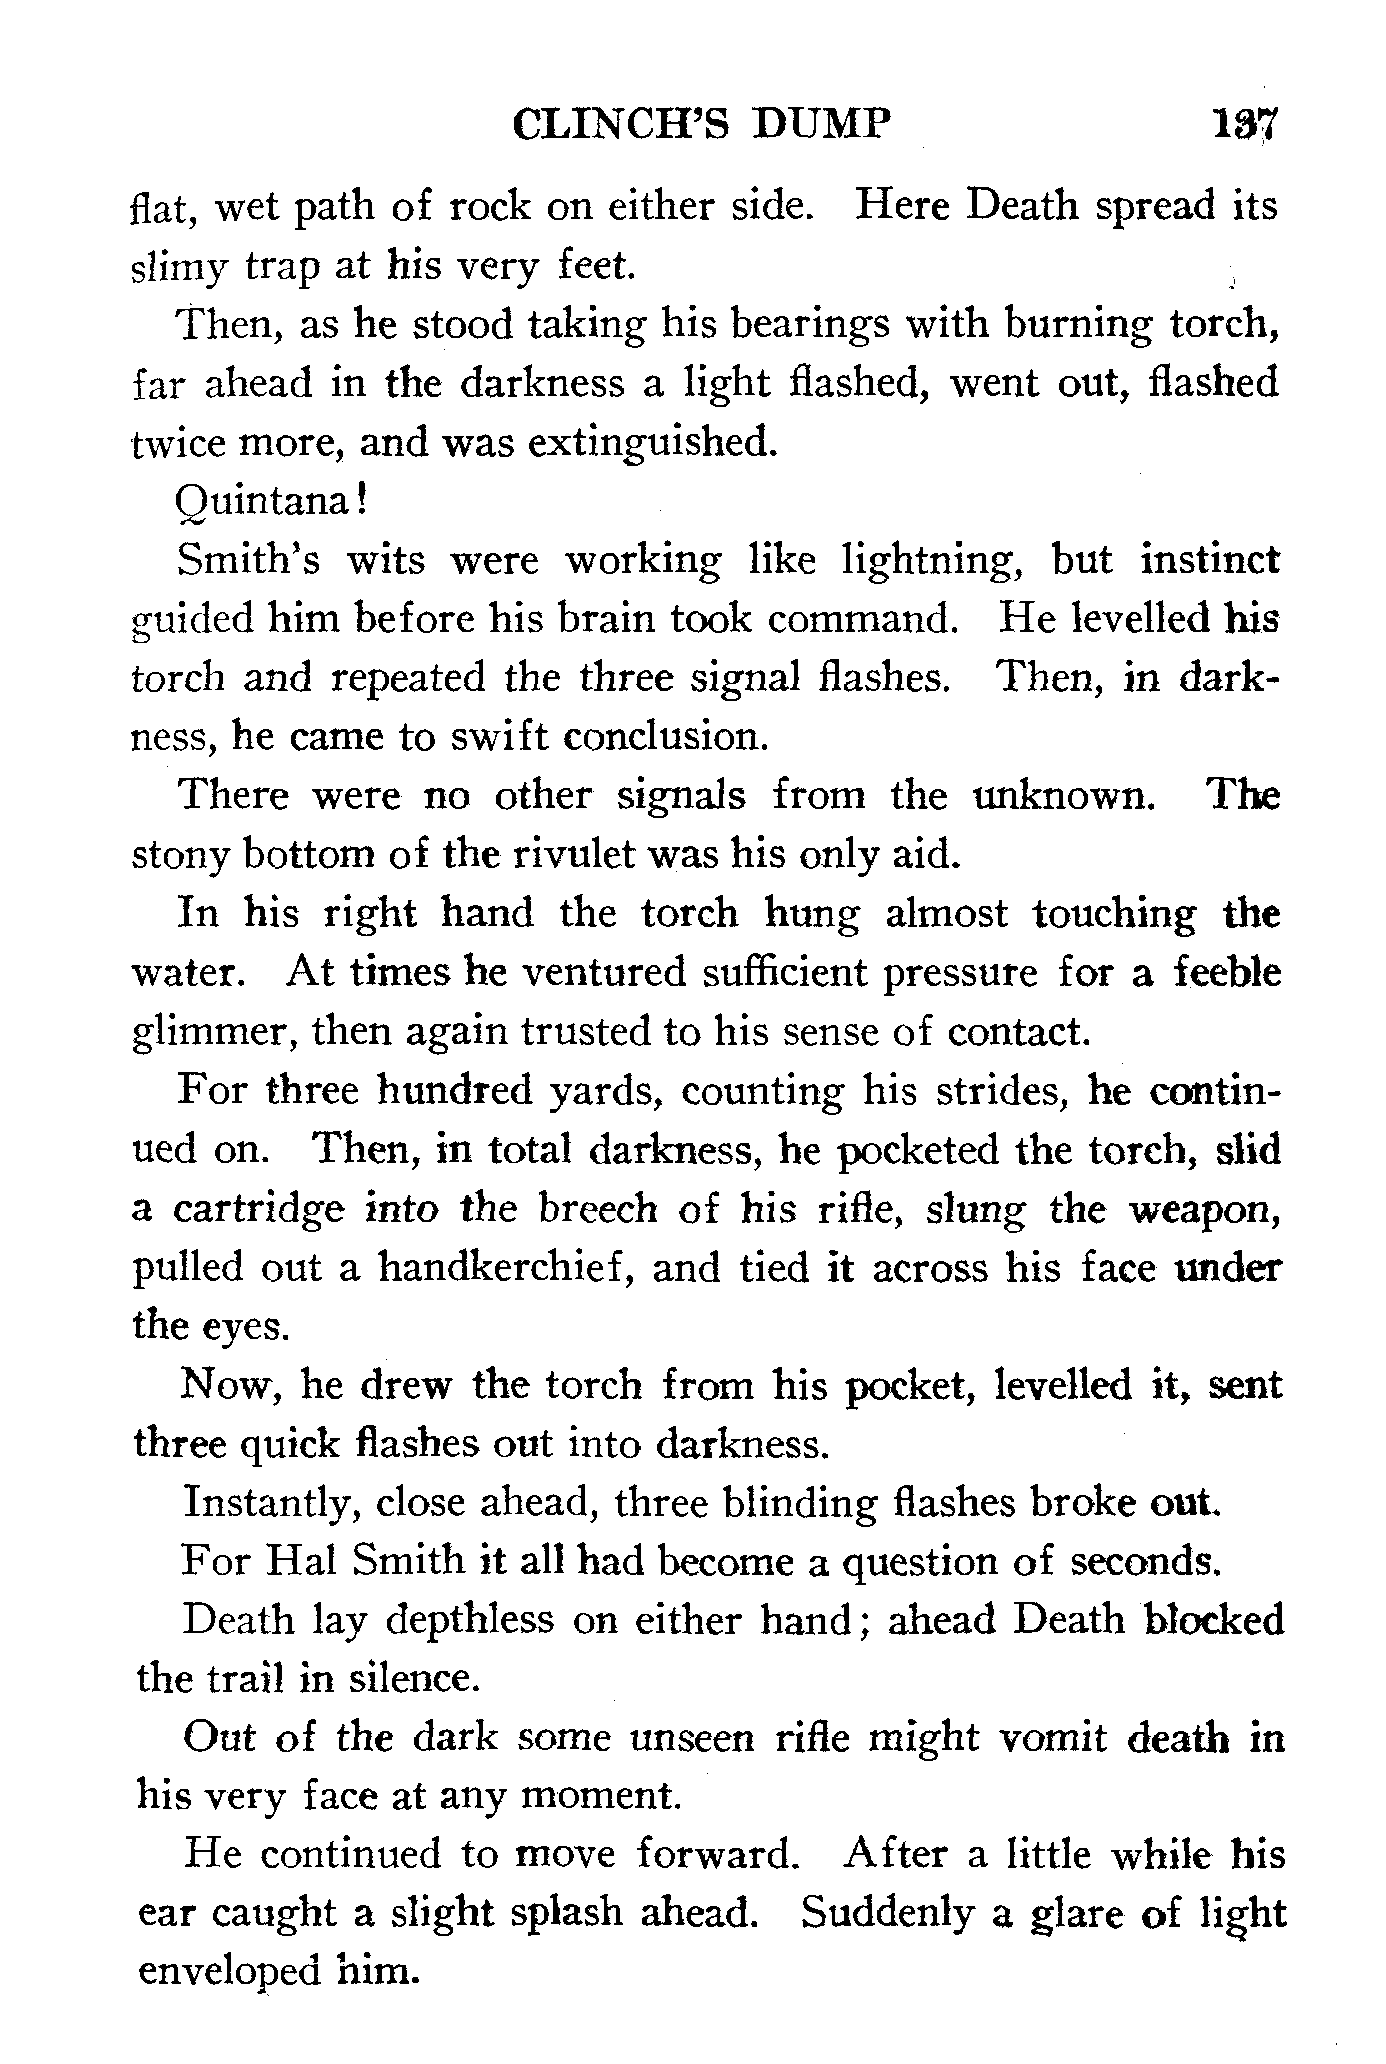 CLINCH'S DUMP 137
flat, wet path of rock on either side. Here Death spread its
slimy trap at his very feet.
Then, as he stood taking his bearings with burning torch,
far ahead in the darkness a light flashed, went out, flashed
twice more, and was extinguished.
Quintana!
Smith's wits were working like lightning, but instinct
guided him before his brain took command. He levelled his
torch and repeated the three signal flashes. Then, in dark-
ness, he came to swift conclusion.
There were no other signals from the unknown. The
stony bottom of the rivulet was his only aid.
In his right hand the torch hung almost touching the
water. At times he ventured sufficient pressure for a feeble
glimmer, then again trusted to his sense of contact.
For three hundred yards, counting his strides, he contin-
ued on. Then, in total darkness, he pocketed the torch, slid
a cartridge into the breech of his rifle, slung the weapon,
pulled out a handkerchief, and tied it across his face under
the eyes.
Now, he drew the torch from his pocket, levelled it, sent
three quick flashes out into darkness.
Instantly, close ahead, three blinding flashes broke out.
For Hal Smith it all had become a question of seconds.
Death lay depthless on either hand; ahead Death blocked
the trail in silence.
Out of the dark some unseen rifle might vomit death in
his very face at any moment.
He continued to move forward. After a little while his
ear caught a slight splash ahead. Suddenly a glare of light
enveloped him.